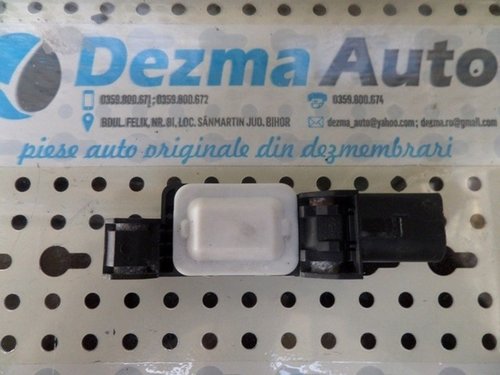 Dezma Auto
0359.800.671; 0359.800.672
0359.800.674
BDUL. FELIX, NR. 01, LOC. SÂNMARTIN JUD. BIHOR
dezma_auto@yahoo.com; dezma.ro@gmail.com
piese auto originale din dezmembrari